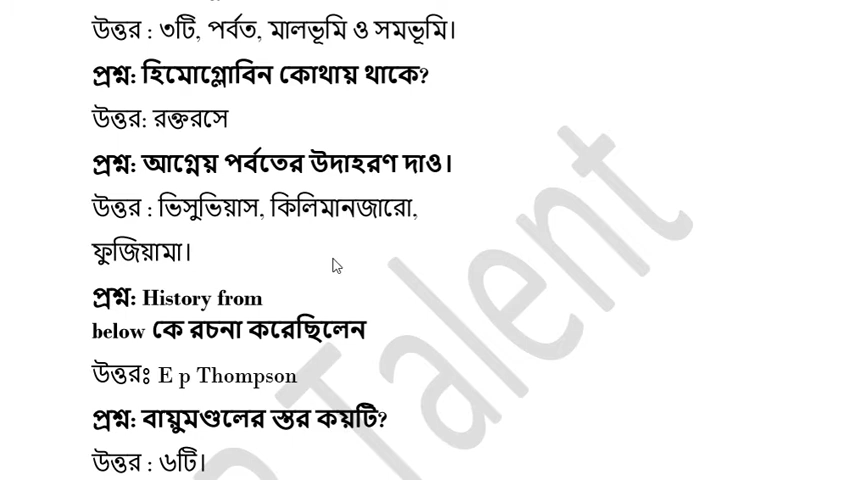 উত্তর : ৩টি, পর্বত, মালভূমি ও সমভূমি।
প্রশ্ন: হিমোগ্লোবিন কোথায় থাকে?
উত্তর: রক্তরসে
প্রশ্ন: আগ্নেয় পর্বতের উদাহরণ দাও।
উত্তর : ভিসুভিয়াস, কিলিমানজারো,
ফুজিয়ামা।
প্রশ্ন: History from
below কে রচনা করেছিলেন
উত্তরঃ E p Thompson
প্রশ্ন: বায়ুমণ্ডলের স্তর কয়টি?
উত্তর : ৬টি।
Talent